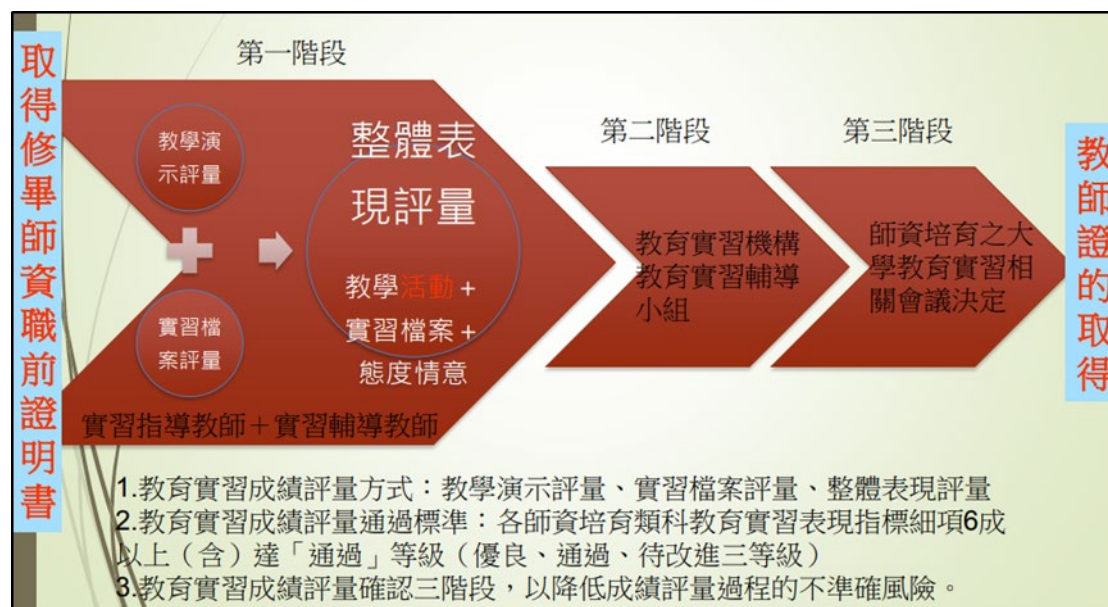 取得修畢師資職前證明書
第一階段
教學演
示評量
實習檔
案評量
整體表
現評量
教學活動+
實習檔案+
態度情意
實習指導教師+實習輔導教師
第二階段
教育實習機構
教育實習輔導
小組
第三階段
師資培育之大
學教育實習相
關會議決定
教師證的取得
1.教育實習成績評量方式：教學演示評量、實習檔案評量、整體表現評量
2.教育實習成績評量通過標準：各師資培育類科教育實習表現指標細項6成
以上（含）達「通過」等級（優良、通過、待改進三等級）
3.教育實習成績評量確認三階段，以降低成績評量過程的不準確風險。